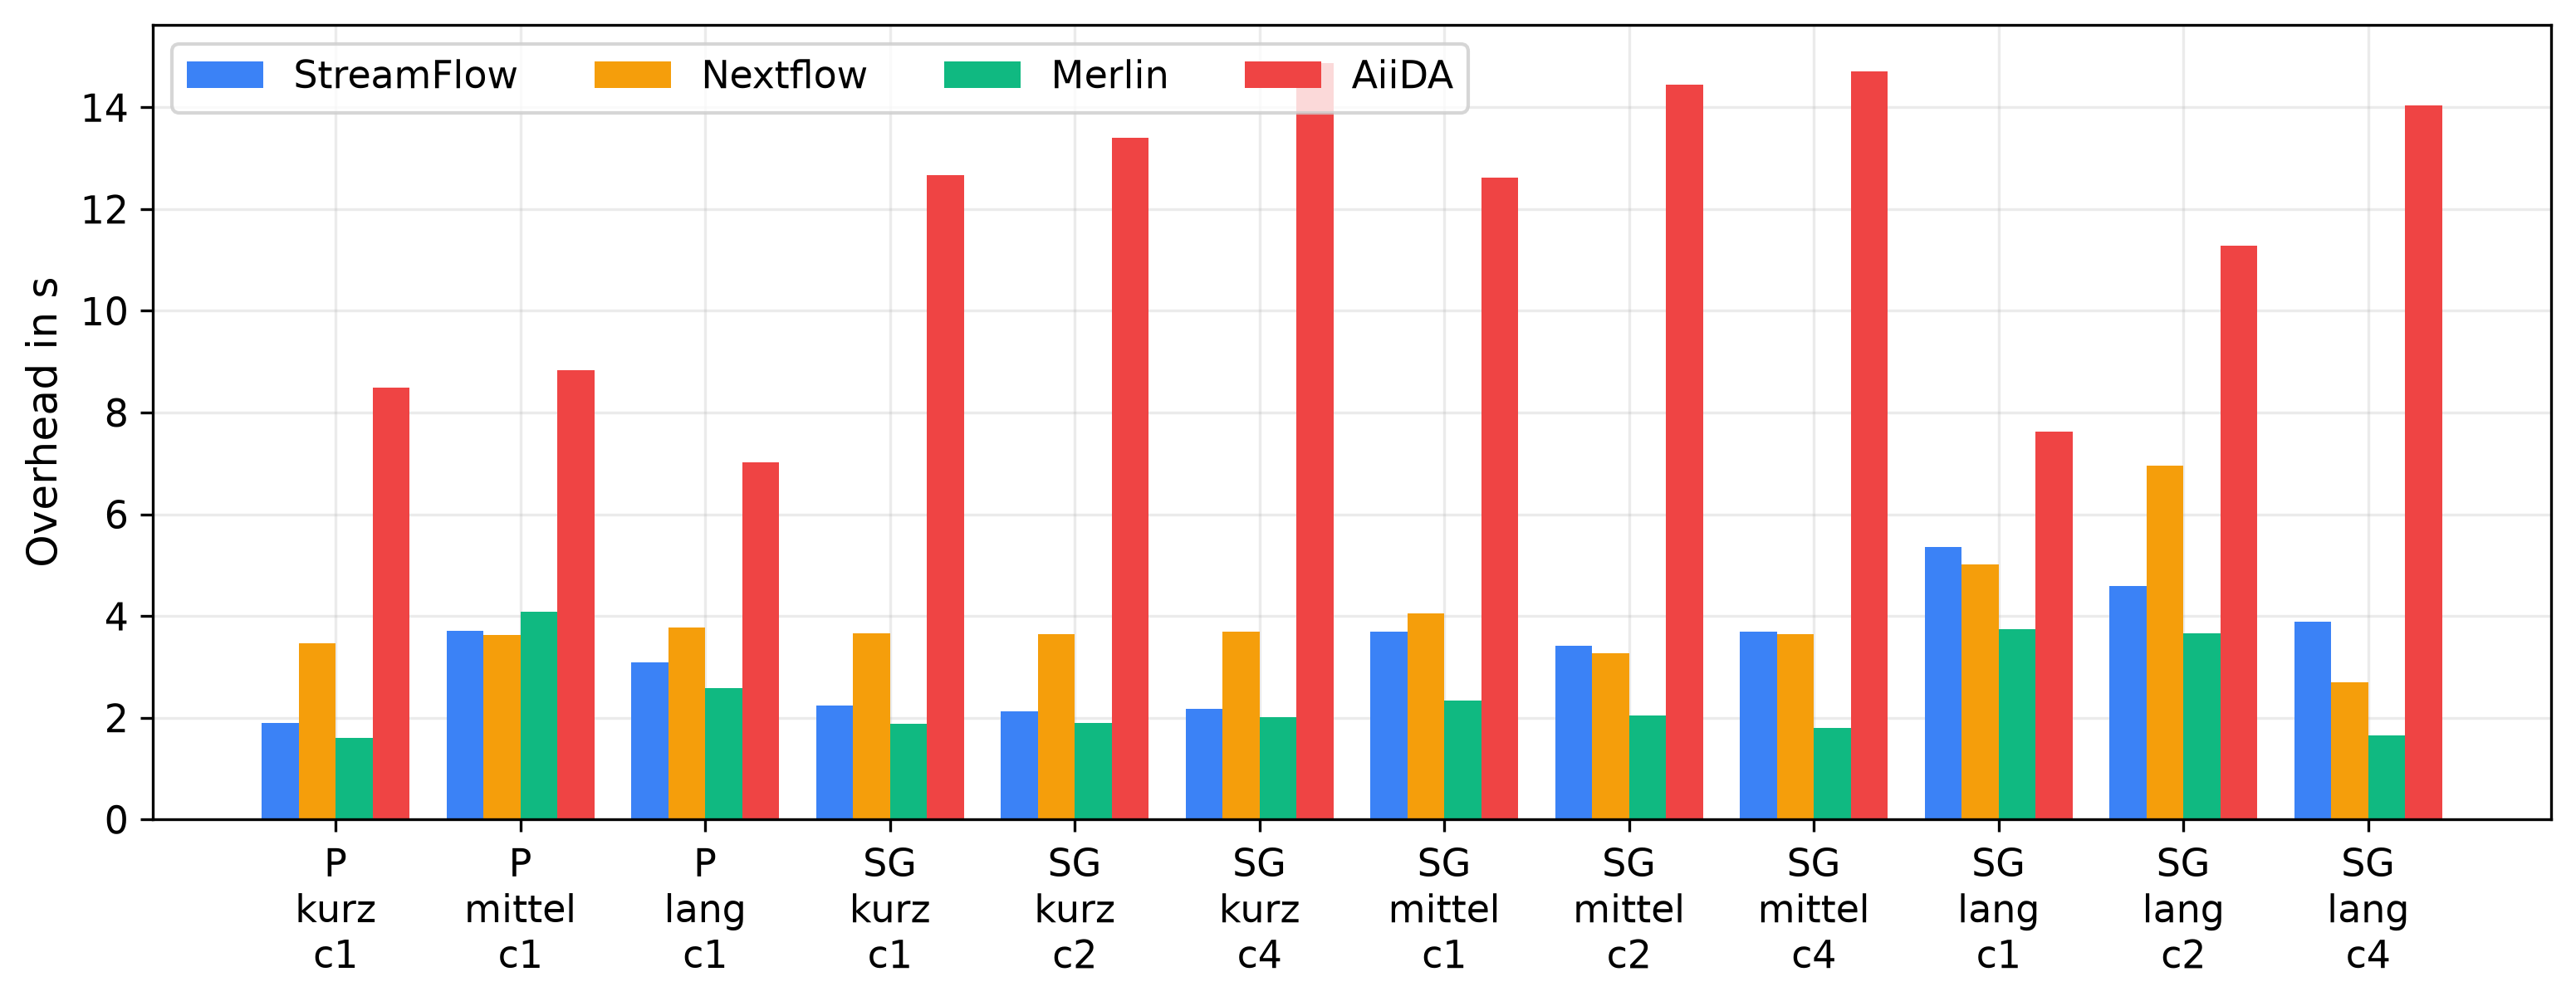 StreamFlow Nextflow Merlin AiiDA
Overhead in s
14
12
10
8
6
4
2
0
P P P SG SG SG SG SG SG SG SG SG
kurz mittel lang kurz kurz kurz mittel mittel mittel lang lang lang
c1 c1 c1 c1 c2 c4 c1 c2 c4 c1 c2 c4